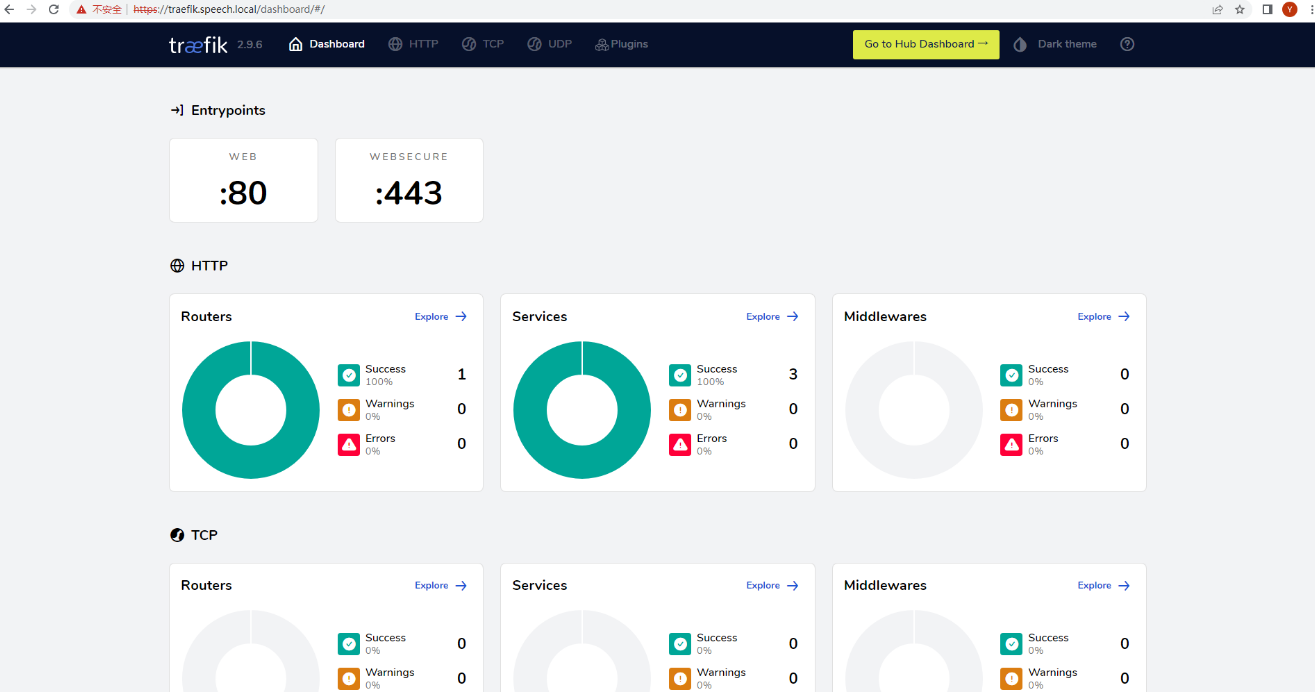 不安全 https://traefik.speech.local/dashboard/#/ Y
træfik 2.9.6 Dashboard HTTP TCP UDP Plugins Go to Hub Dashboard → Dark theme
Entrypoints
WEB WEBSECURE
:80 :443
HTTP
Routers Explore → Services Explore → Middlewares Explore →
Success 1 Success 3 Success 0
100% 100% 0%
Warnings 0 Warnings 0 Warnings 0
0% 0% 0%
Errors 0 Errors 0 Errors 0
0% 0% 0%
TCP
Routers Explore → Services Explore → Middlewares Explore →
Success 0 Success 0 Success 0
0% 0% 0%
Warnings 0 Warnings 0 Warnings 0
0% 0% 0%